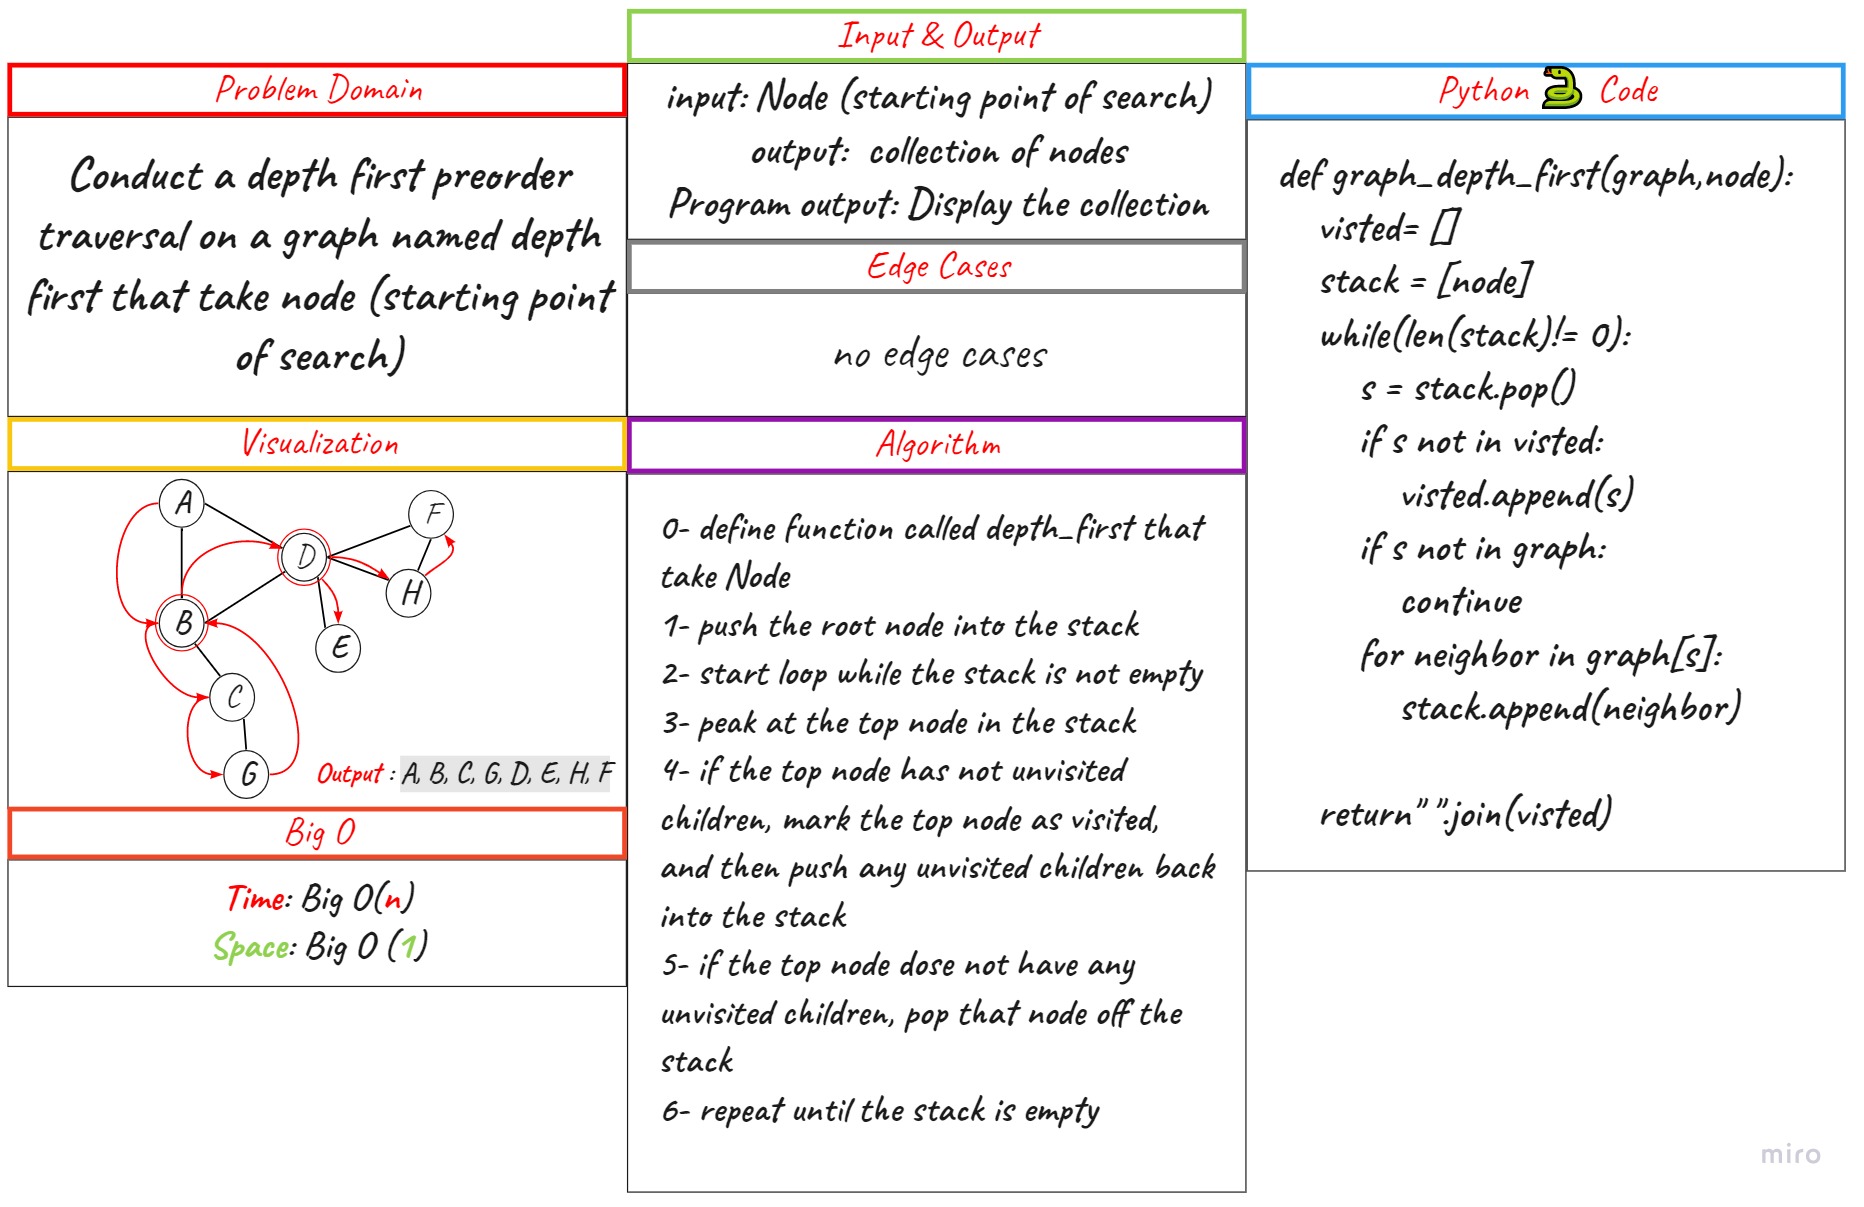 Problem Domain
Conduct a depth first preorder
traversal on a graph named depth
first that take node (starting point
of search)
Visualization
A
F
D
H
B
E
C
G
Output : A, B, C, G, D, E, H, F
Big O
Time: Big O(n)
Space: Big O (1)
Input & Output
input: Node (starting point of search)
output: collection of nodes
Program output: Display the collection
Edge Cases
no edge cases
Algorithm
0- define function called depth_first that
take Node
1- push the root node into the stack
2- start loop while the stack is not empty
3- peak at the top node in the stack
4- if the top node has not unvisited
children, mark the top node as visited,
and then push any unvisited children back
into the stack
5- if the top node dose not have any
unvisited children, pop that node off the
stack
6- repeat until the stack is empty
Python Code
def graph_depth_first(graph,node):
visted= []
stack = [node]
while(len(stack)!= 0):
s = stack.pop()
if s not in visted:
visted.append(s)
if s not in graph:
continue
for neighbor in graph[s]:
stack.append(neighbor)
return" ".join(visted)
miro